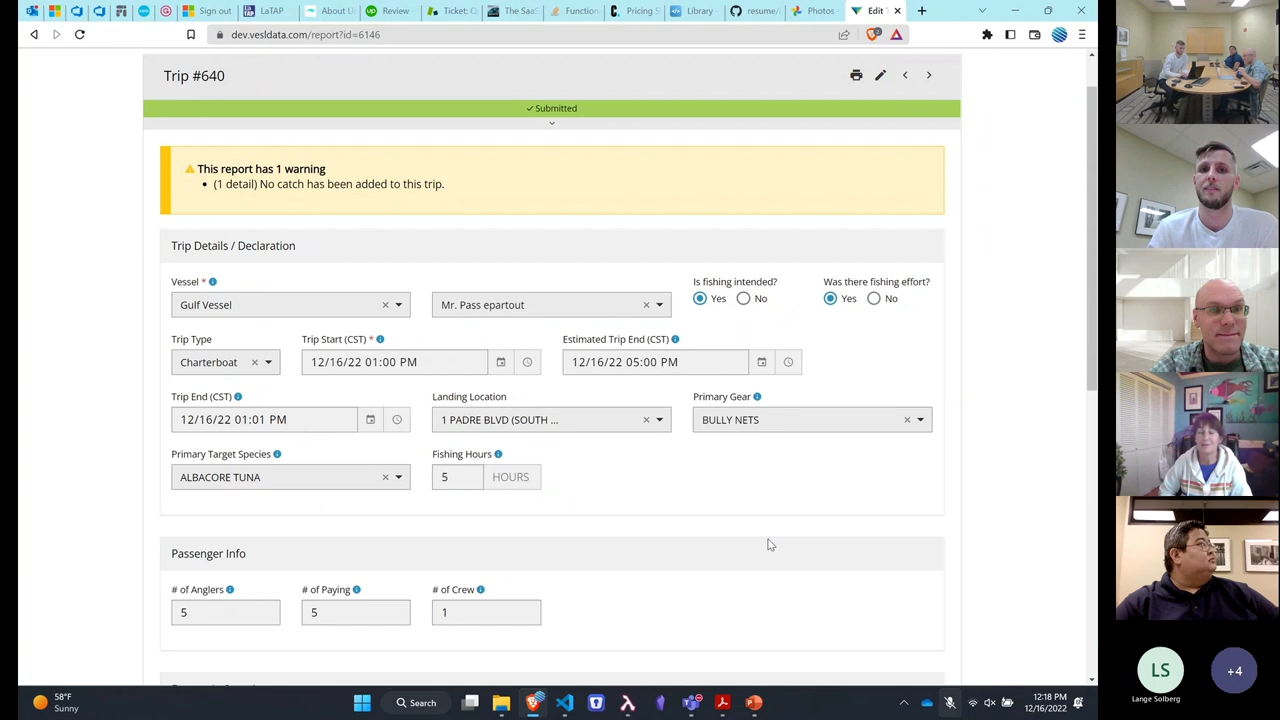 Sign out
LaTAP
About U
Review -
Ticket: Q
The SaaS
Function
Pricing S
Library -
resume/
Photos -
Edit T
dev.vesldata.com/report?id=6146
Trip #640
Submitted
This report has 1 warning
• (1 detail) No catch has been added to this trip.
Trip Details / Declaration
Vessel *
Is fishing intended?
Was there fishing effort?
Gulf Vessel
Mr. Pass epartout
Yes No
Yes No
Trip Type
Trip Start (CST) *
Estimated Trip End (CST)
Charterboat
12/16/22 01:00 PM
12/16/22 05:00 PM
Trip End (CST)
Landing Location
Primary Gear
12/16/22 01:01 PM
1 PADRE BLVD (SOUTH ...
BULLY NETS
Primary Target Species
Fishing Hours
ALBACORE TUNA
5 HOURS
Passenger Info
# of Anglers
# of Paying
# of Crew
5
5
1
LS
Lange Solberg
+4
58°F
Sunny
Search
12:18 PM
12/16/2022